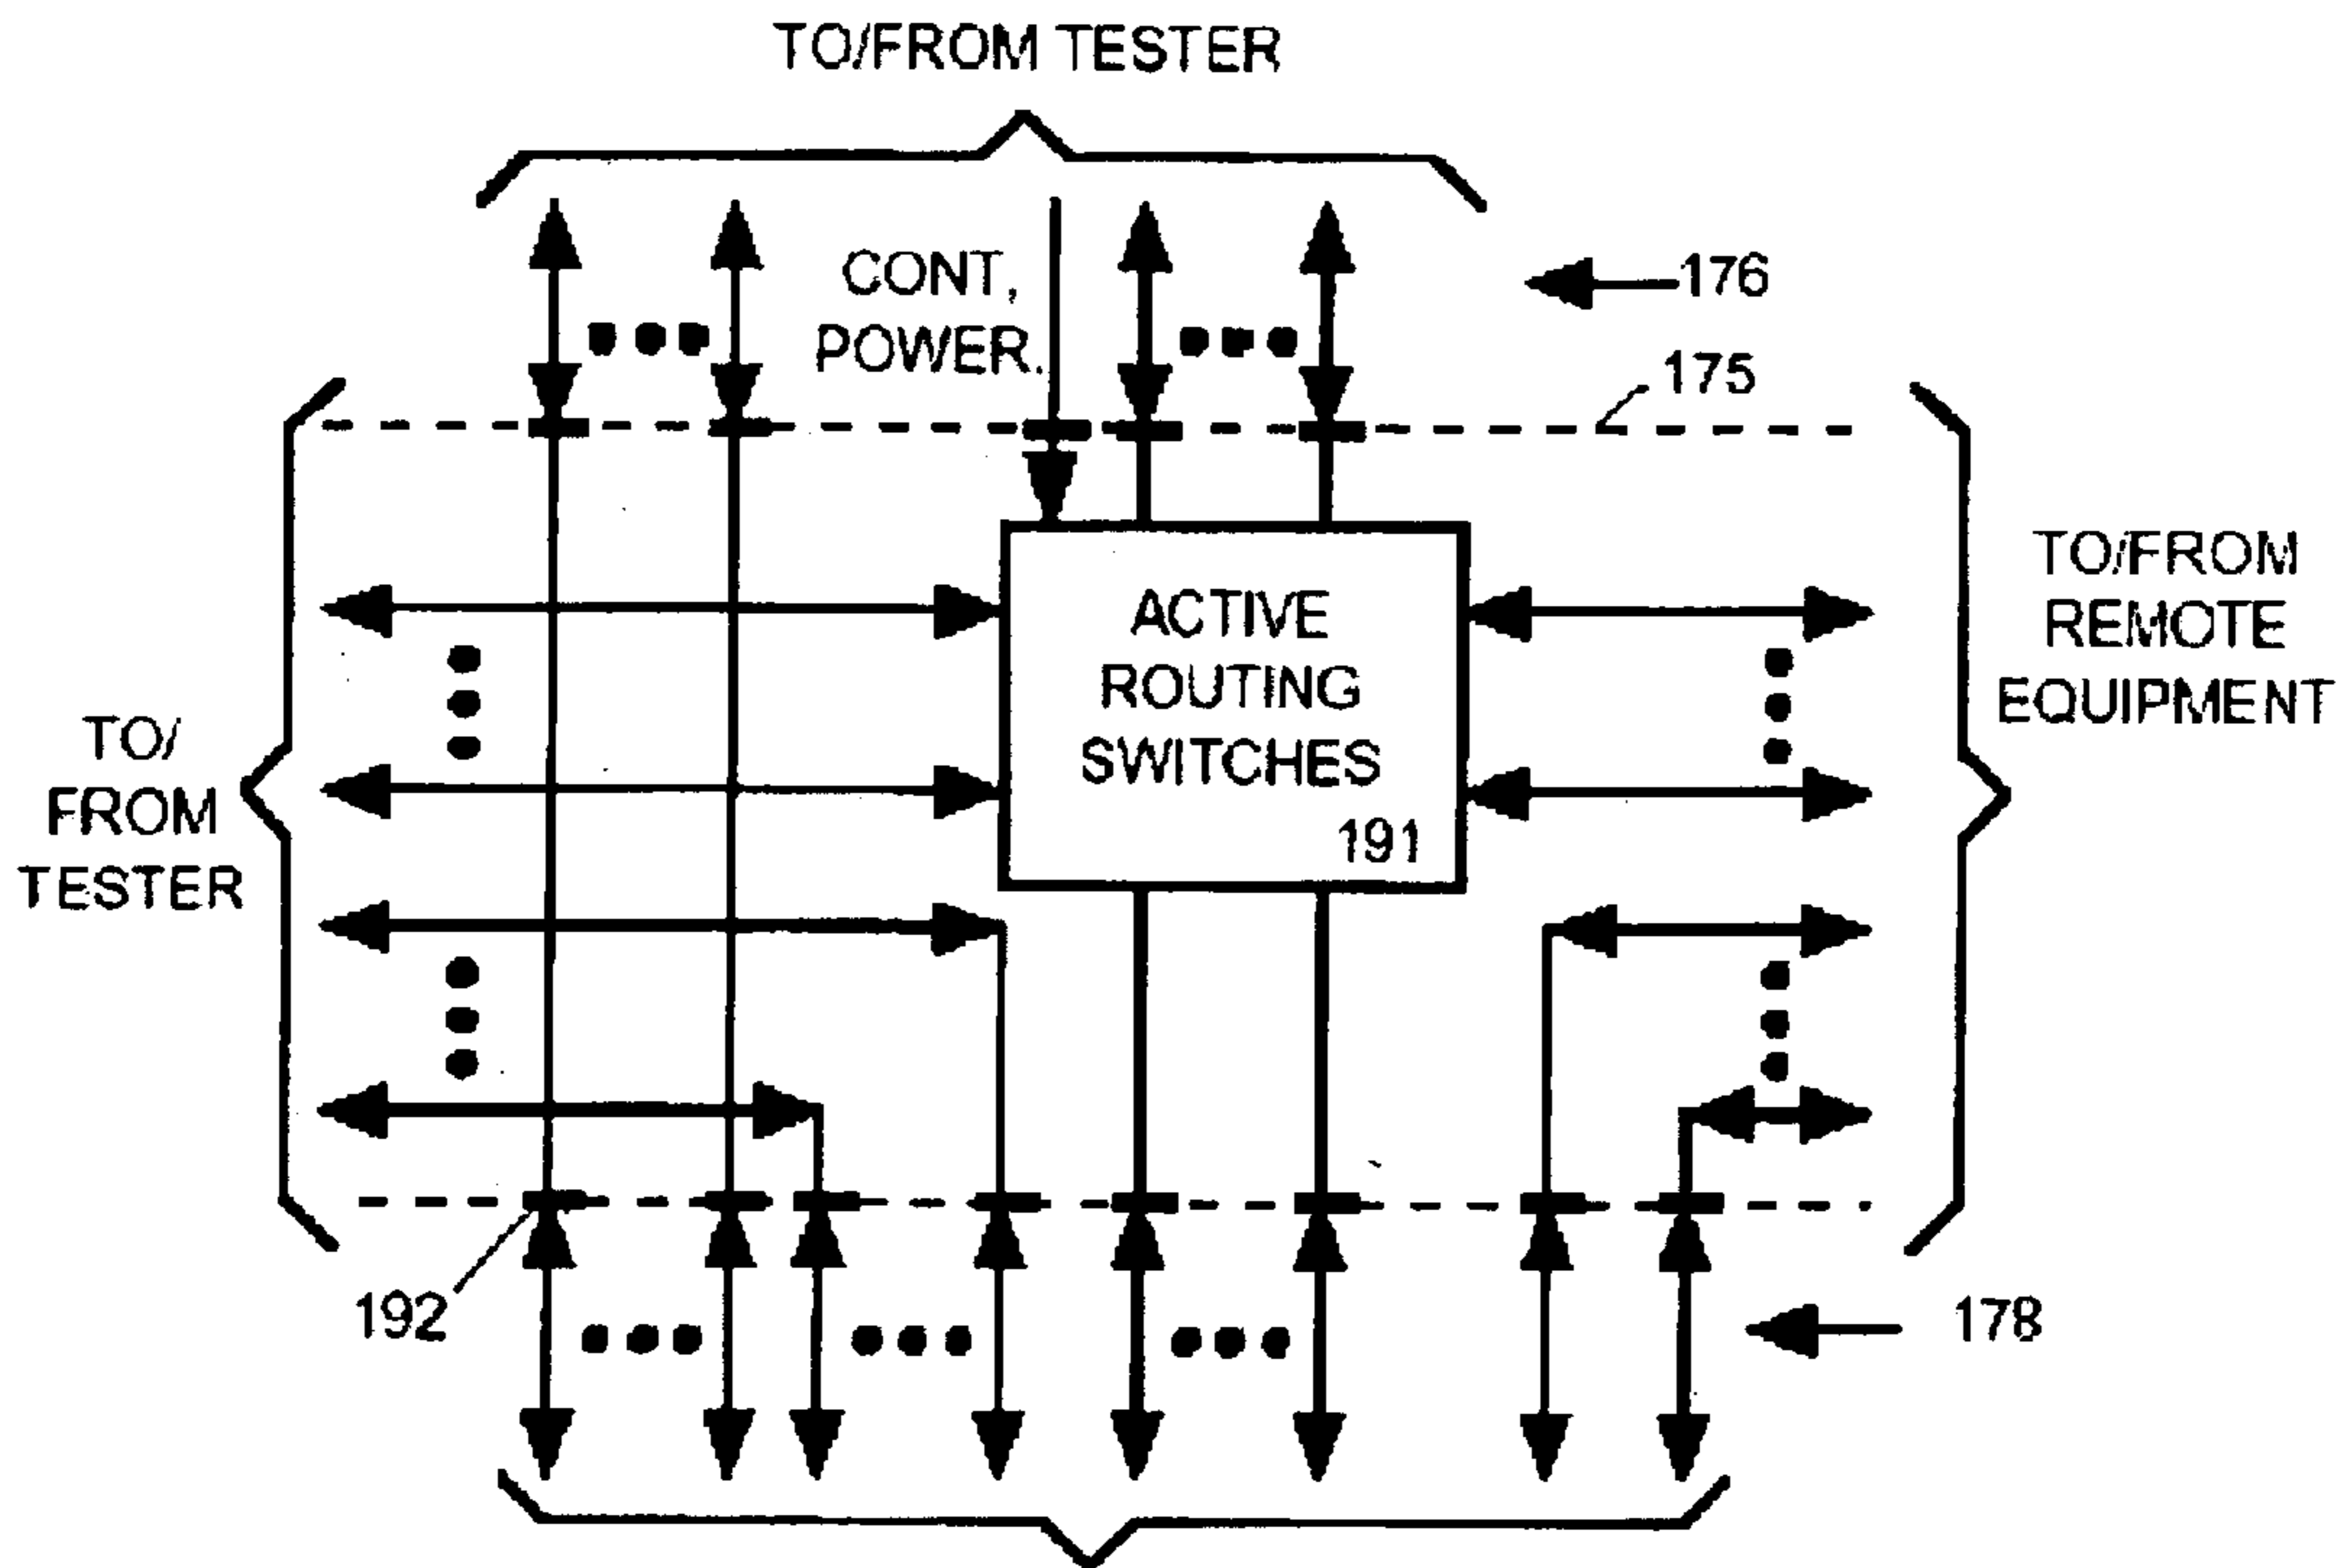 TO/FROM TESTER
CONT,
POWER.
176
175
TO/FROM
REMOTE
EQUIPMENT
ACTIVE
ROUTING
SWITCHES
191
TO/
FROM
TESTER
192
178